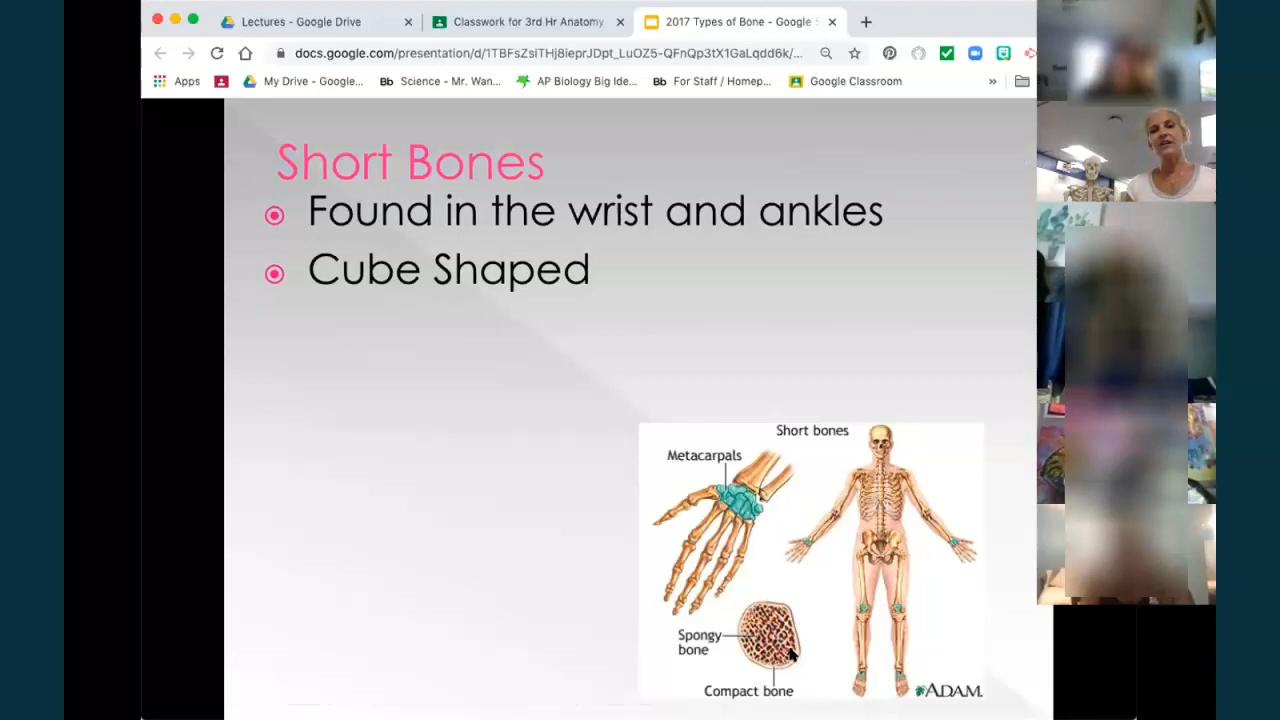 Lectures - Google Drive
Classwork for 3rd Hr Anatomy
2017 Types of Bone - Google
docs.google.com/presentation/d/1TBFsZsiTHj8ieprJDpt_LuOZ5-QFnQp3tX1GaLqdd6k/...
Apps
My Drive - Google...
Bb Science - Mr. Wan...
AP Biology Big Ide...
Bb For Staff / Homep...
Google Classroom
»
Short Bones
Found in the wrist and ankles
Cube Shaped
Short bones
Metacarpals
Spongy
bone
Compact bone
ADAM.